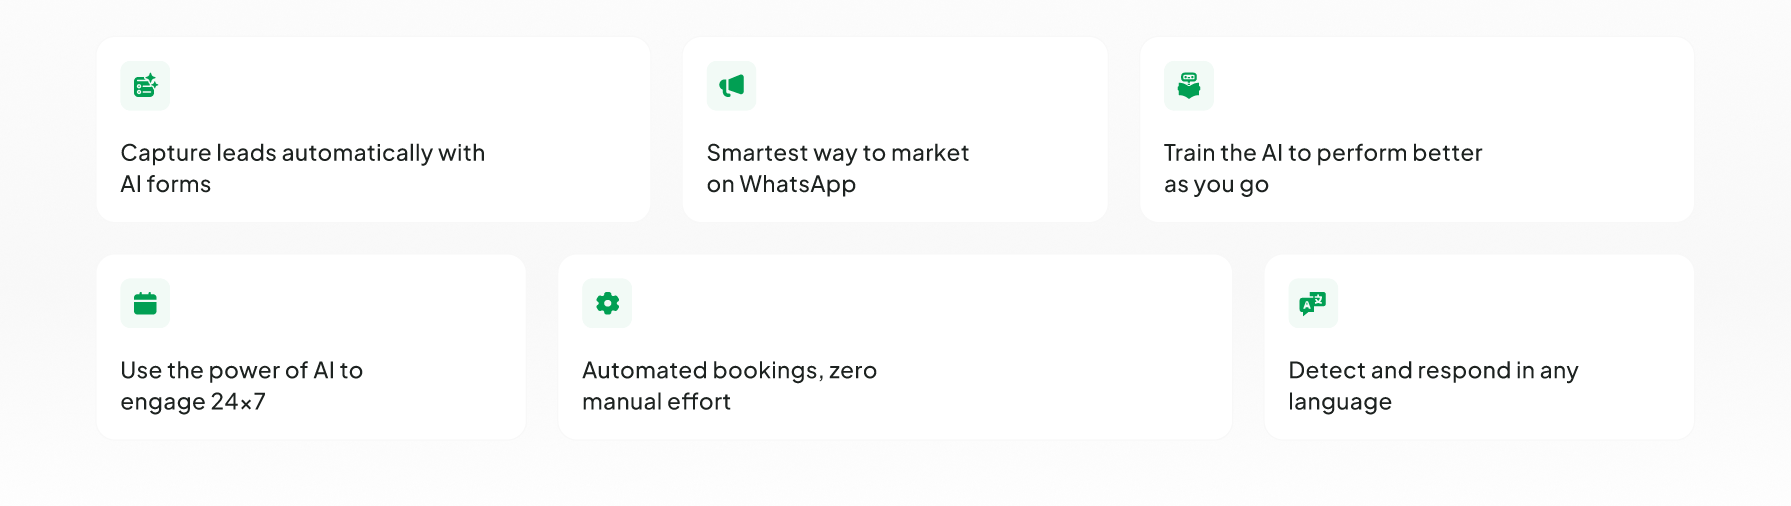 Capture leads automatically with
AI forms
Smartest way to market
on WhatsApp
Train the AI to perform better
as you go
Use the power of AI to
engage 24×7
Automated bookings, zero
manual effort
Detect and respond in any
language